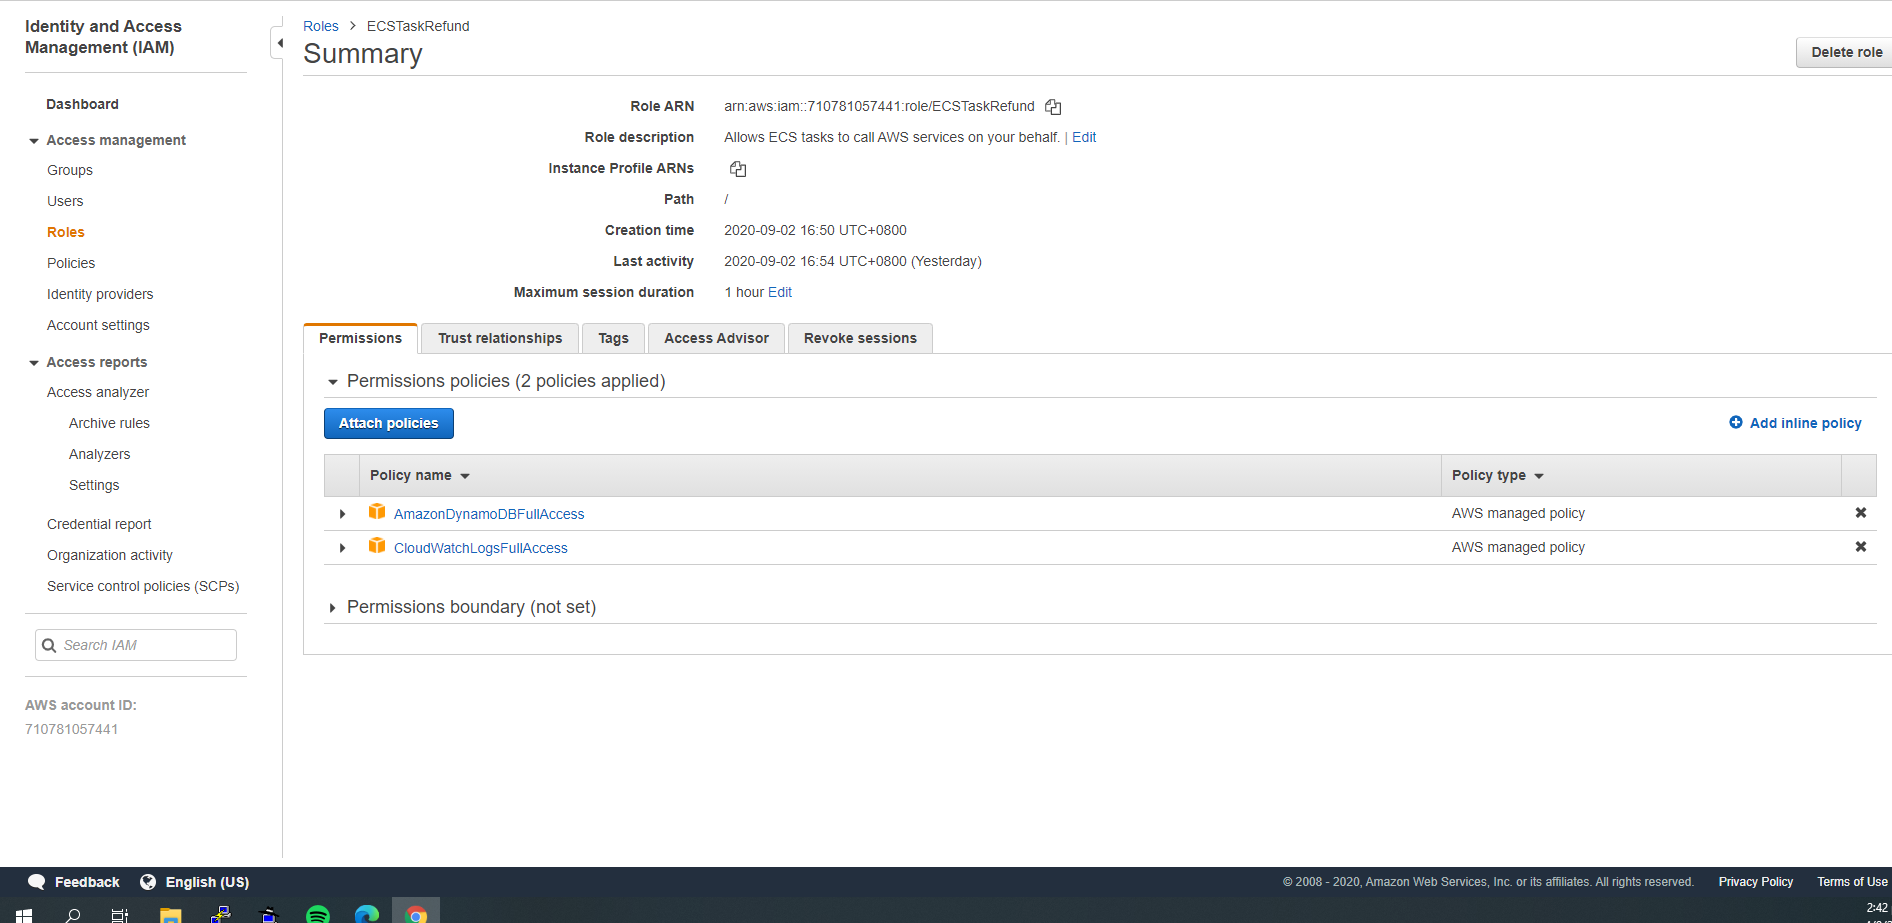 Identity and Access
Management (IAM)
Dashboard
Access management
Groups
Users
Roles
Policies
Identity providers
Account settings
Access reports
Access analyzer
Archive rules
Analyzers
Settings
Credential report
Organization activity
Service control policies (SCPs)
Search IAM
AWS account ID:
710781057441
Roles > ECSTaskRefund
Summary
Delete role
Role ARN arn:aws:iam::710781057441:role/ECSTaskRefund
Role description Allows ECS tasks to call AWS services on your behalf. | Edit
Instance Profile ARNs
Path /
Creation time 2020-09-02 16:50 UTC+0800
Last activity 2020-09-02 16:54 UTC+0800 (Yesterday)
Maximum session duration 1 hour Edit
Permissions Trust relationships Tags Access Advisor Revoke sessions
Permissions policies (2 policies applied)
Attach policies Add inline policy
Policy name Policy type
AmazonDynamoDBFullAccess AWS managed policy
CloudWatchLogsFullAccess AWS managed policy
Permissions boundary (not set)
Feedback English (US) © 2008 - 2020, Amazon Web Services, Inc. or its affiliates. All rights reserved. Privacy Policy Terms of Use
2:42